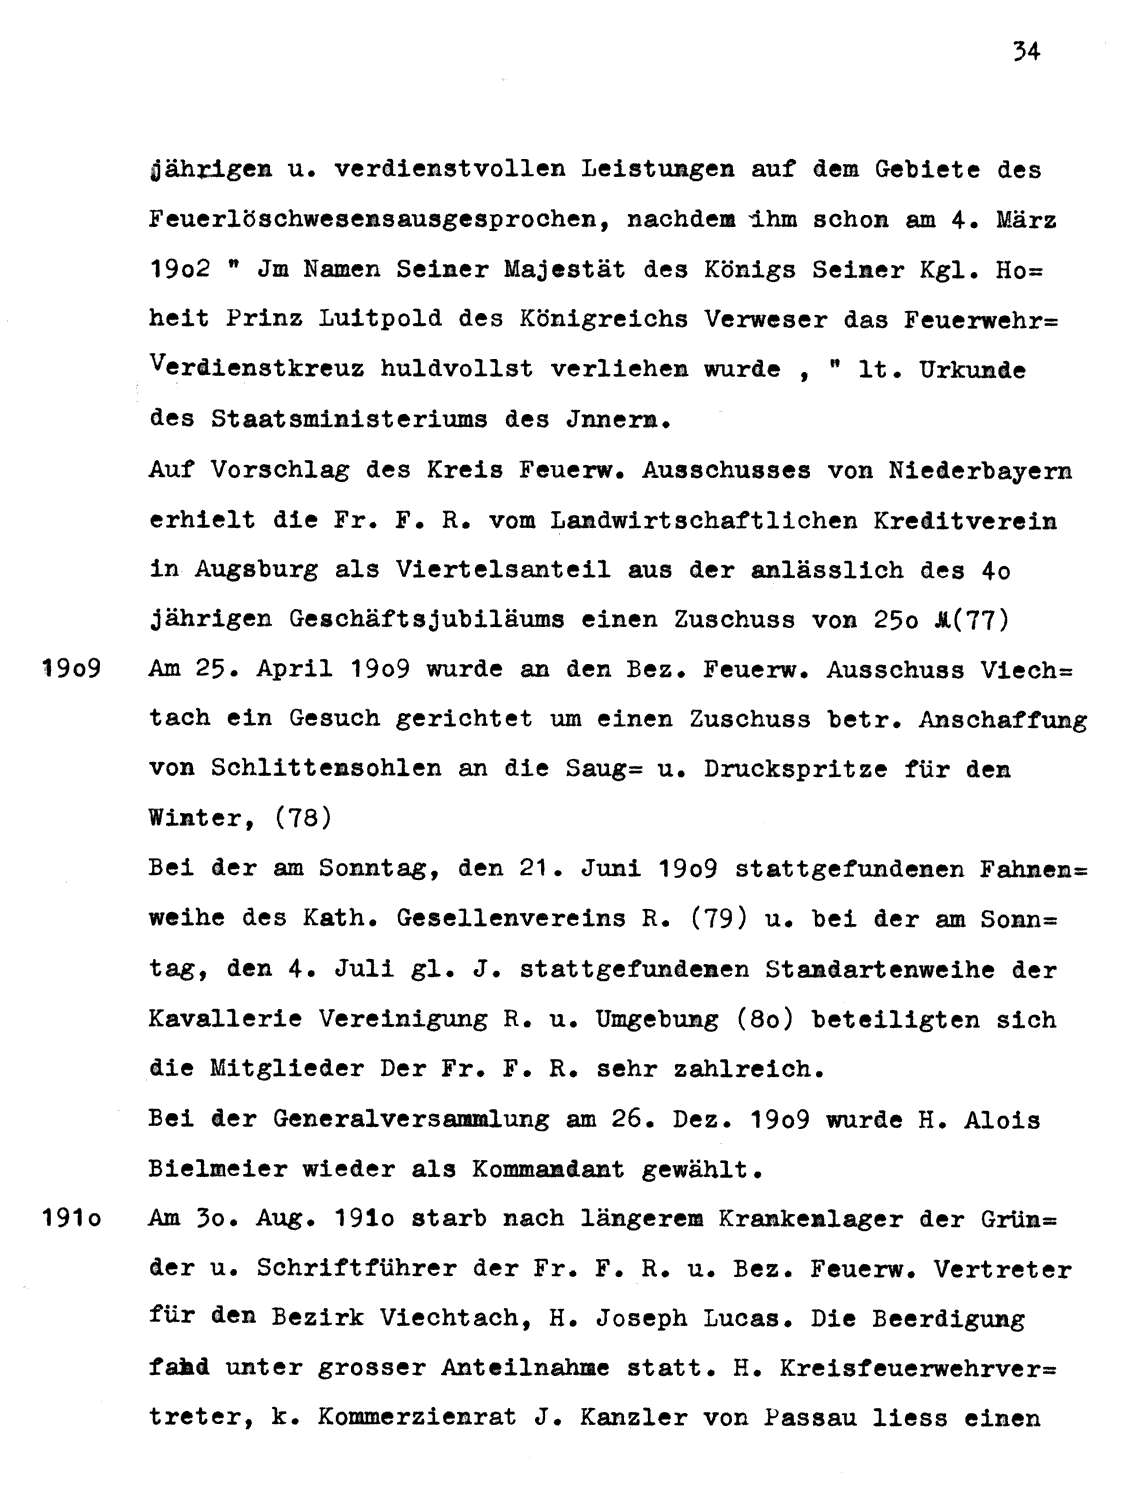 34
jährigen u. verdienstvollen Leistungen auf dem Gebiete des
Feuerlöschwesensausgesprochen, nachdem ihm schon am 4. März
19o2 " Jm Namen Seiner Majestät des Königs Seiner Kgl. Ho=
heit Prinz Luitpold des Königreichs Verweser das Feuerwehr=
Verdienstkreuz huldvollst verliehen wurde , " lt. Urkunde
des Staatsministeriums des Jnnern.
Auf Vorschlag des Kreis Feuerw. Ausschusses von Niederbayern
erhielt die Fr. F. R. vom Landwirtschaftlichen Kreditverein
in Augsburg als Viertelsanteil aus der anlässlich des 4o
jährigen Geschäftsjubiläums einen Zuschuss von 25o M(77)
19o9 Am 25. April 19o9 wurde an den Bez. Feuerw. Ausschuss Viech=
tach ein Gesuch gerichtet um einen Zuschuss betr. Anschaffung
von Schlittensohlen an die Saug= u. Druckspritze für den
Winter, (78)
Bei der am Sonntag, den 21. Juni 19o9 stattgefundenen Fahnen=
weihe des Kath. Gesellenvereins R. (79) u. bei der am Sonn=
tag, den 4. Juli gl. J. stattgefundenen Standartenweihe der
Kavallerie Vereinigung R. u. Umgebung (8o) beteiligten sich
die Mitglieder Der Fr. F. R. sehr zahlreich.
Bei der Generalversammlung am 26. Dez. 19o9 wurde H. Alois
Bielmeier wieder als Kommandant gewählt.
191o Am 3o. Aug. 191o starb nach längerem Krankenlager der Grün=
der u. Schriftführer der Fr. F. R. u. Bez. Feuerw. Vertreter
für den Bezirk Viechtach, H. Joseph Lucas. Die Beerdigung
fand unter grosser Anteilnahme statt. H. Kreisfeuerwehrver=
treter, k. Kommerzienrat J. Kanzler von Passau liess einen